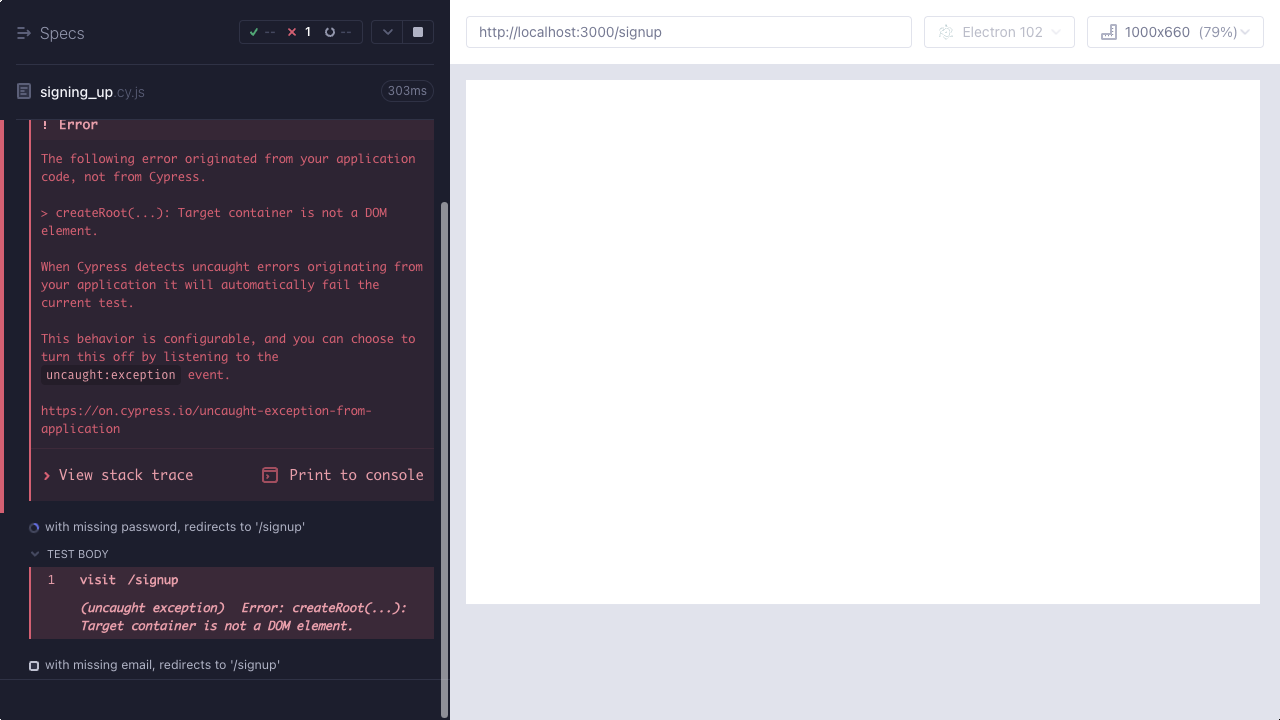 Specs
-- 1 --
signing_up.cy.js 303ms
! Error
The following error originated from your application
code, not from Cypress.
> createRoot(...): Target container is not a DOM
element.
When Cypress detects uncaught errors originating from
your application it will automatically fail the
current test.
This behavior is configurable, and you can choose to
turn this off by listening to the
uncaught:exception event.
https://on.cypress.io/uncaught-exception-from-
application
View stack trace Print to console
with missing password, redirects to '/signup'
TEST BODY
1 visit /signup
(uncaught exception) Error: createRoot(...):
Target container is not a DOM element.
with missing email, redirects to '/signup'
http://localhost:3000/signup
Electron 102
1000x660 (79%)